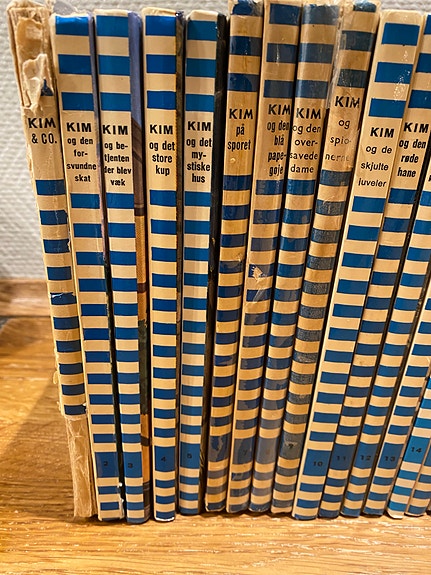 KIM
& CO.
KIM
og den
for-
svundne
skat
2
KIM
og be-
tjenten
der blev
væk
3
KIM
og det
store
kup
4
KIM
og det
my-
stiske
hus
5
KIM
på
sporet
KIM
og den
blå
pape-
gøje
KIM
og den
over-
savede
dame
9
KIM
og
spio-
nerne
10
KIM
og de
skjulte
juveler
11
12
KIM
og den
røde
hane
13
14